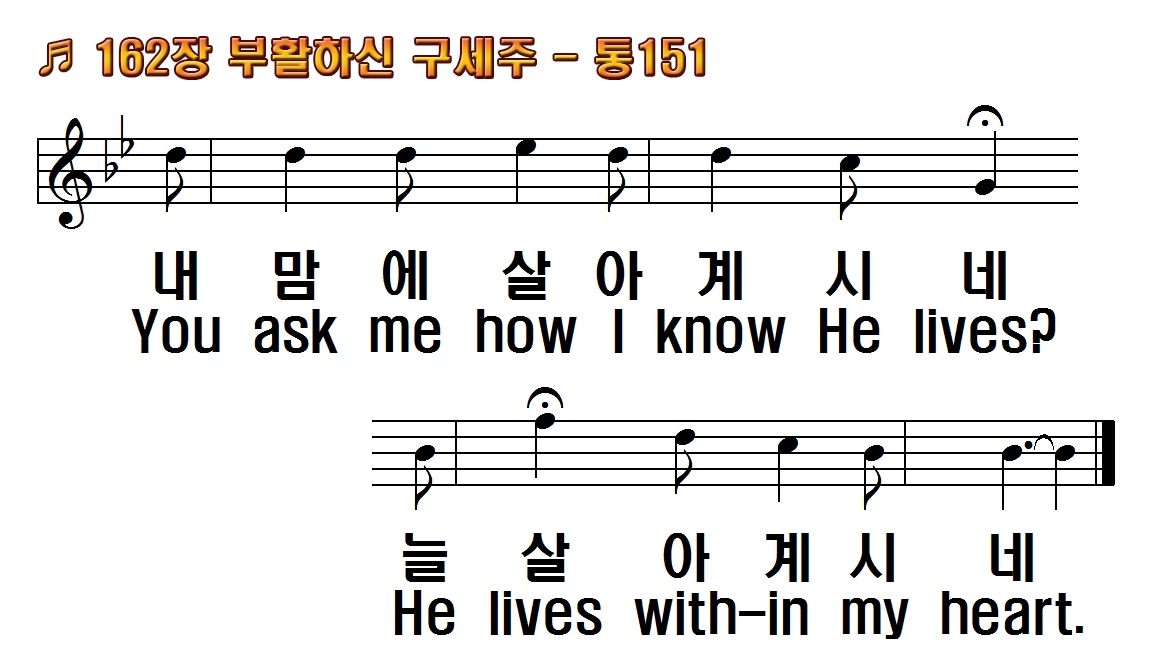 ♬ 162장 부활하신 구세주 - 통151
내 맘 에 살 아 계 시 네
You ask me how I know He lives?
늘 살 아 계 시 네
He lives with-in my heart.